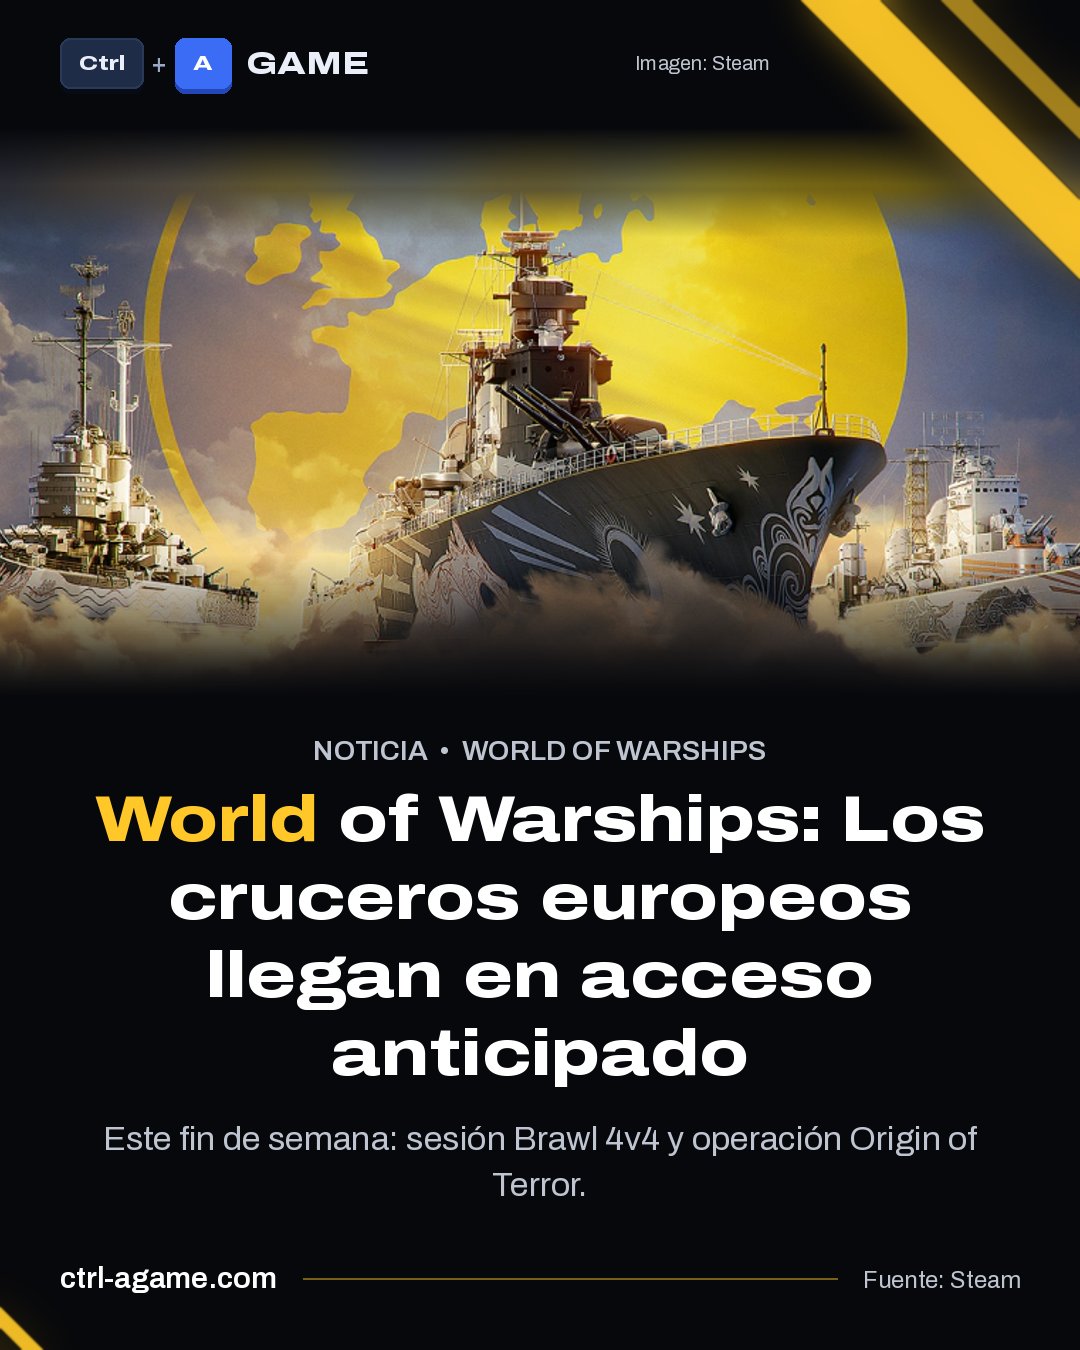 Ctrl + A GAME
Imagen: Steam
NOTICIA • WORLD OF WARSHIPS
World of Warships: Los
cruceros europeos
llegan en acceso
anticipado
Este fin de semana: sesión Brawl 4v4 y operación Origin of
Terror.
ctrl-agame.com
Fuente: Steam